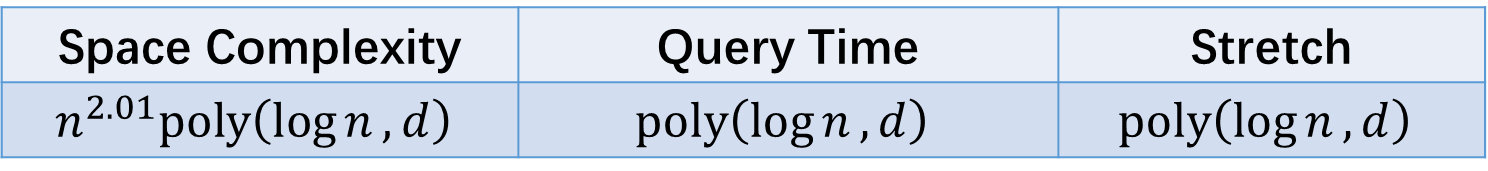 Space Complexity Query Time Stretch
n^{2.01}poly(log n, d) poly(log n, d) poly(log n, d)